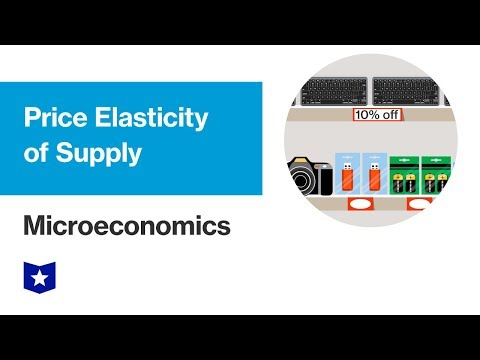 Price Elasticity
of Supply
10% off
Microeconomics